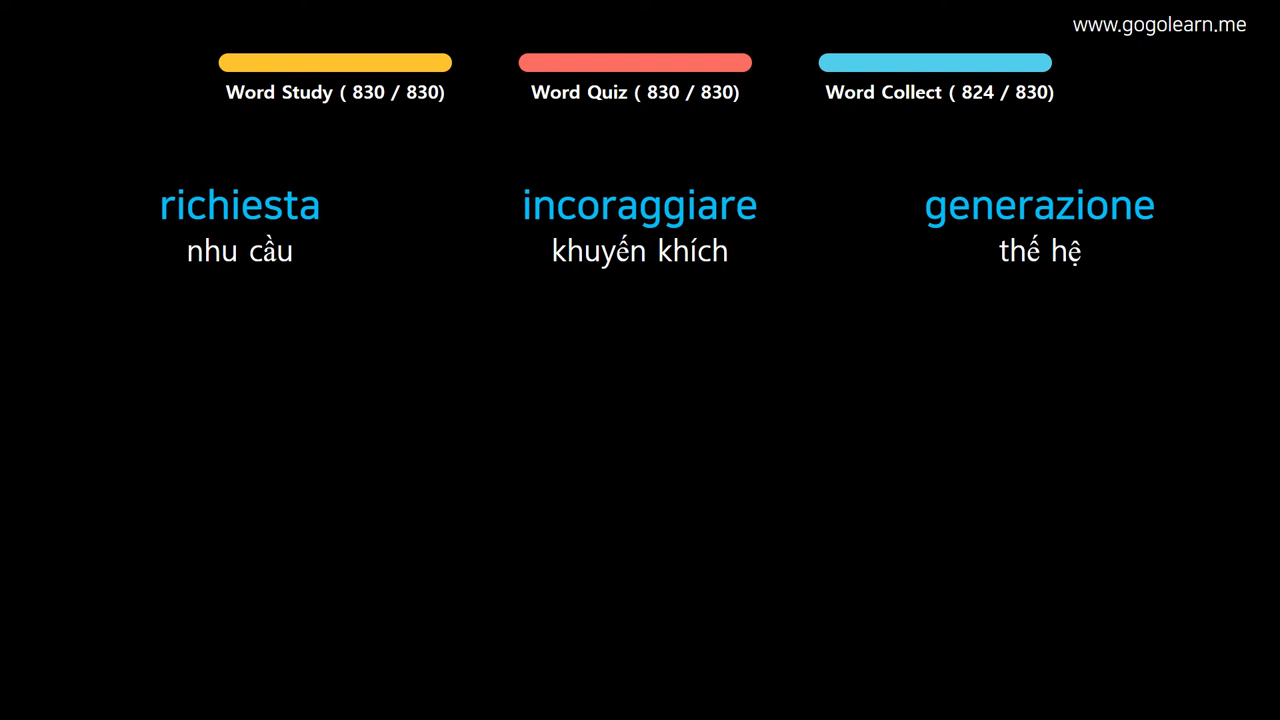 www.gogolearn.me
Word Study ( 830 / 830)
Word Quiz ( 830 / 830)
Word Collect ( 824 / 830)
richiesta
nhu cầu
incoraggiare
khuyến khích
generazione
thế hệ